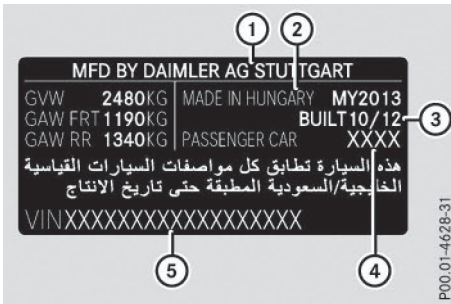 1
2
MFD BY DAIMLER AG STUTTGART
GVW 2480KG MADE IN HUNGARY MY2013
GAW FRT 1190KG BUILT 10/12
3
GAW RR 1340KG PASSENGER CAR XXXX
هذه السيارة تطابق كل مواصفات السيارات القياسية
الخليجية/السعودية المطبقة حتى تاريخ الانتاج
VIN XXXXXXXXXXXXXXXXX
5
4
P00.01-4628-31